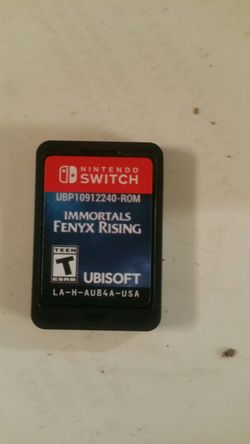 NINTENDO
SWITCH
UBP10912240-ROM
IMMORTALS
FENYX RISING
TEEN
T
ESRB
UBISOFT
LA-H-AU84A-USA